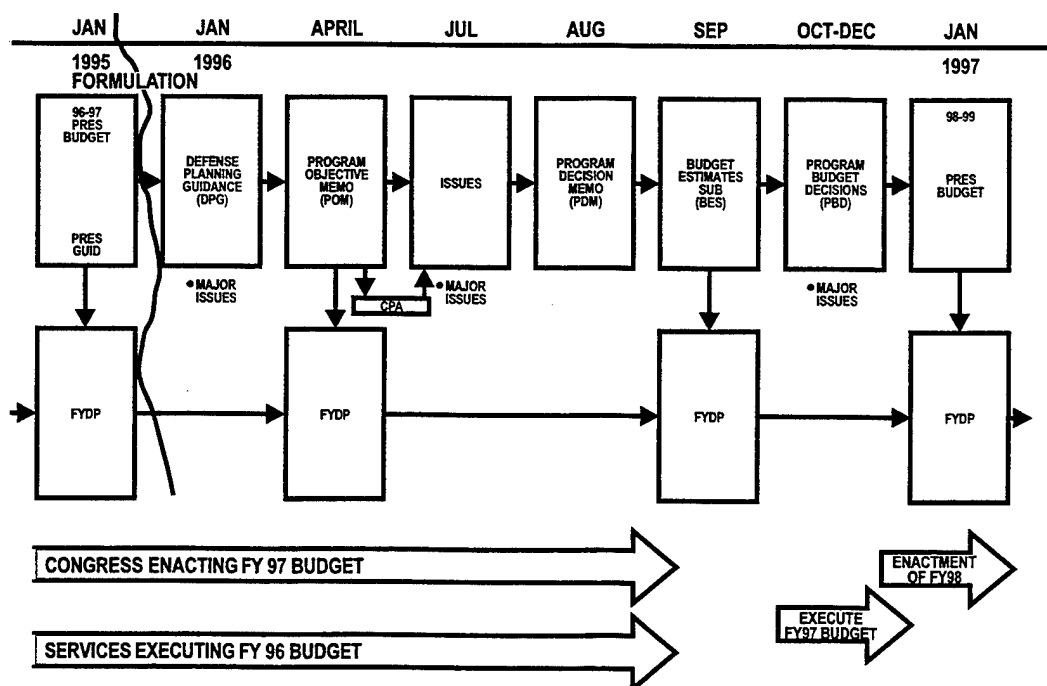 JAN JAN APRIL JUL AUG SEP OCT-DEC JAN
1995 1996 1997
FORMULATION
96-97
PRES
BUDGET
PRES
GUID
DEFENSE
PLANNING
GUIDANCE
(DPG)
PROGRAM
OBJECTIVE
MEMO
(POM)
ISSUES
PROGRAM
DECISION
MEMO
(PDM)
BUDGET
ESTIMATES
SUB
(BES)
PROGRAM
BUDGET
DECISIONS
(PBD)
98-99
PRES
BUDGET
• MAJOR
ISSUES
CPA
• MAJOR
ISSUES
• MAJOR
ISSUES
FYDP
FYDP
FYDP
FYDP
CONGRESS ENACTING FY 97 BUDGET
ENACTMENT
OF FY98
EXECUTE
FY97 BUDGET
SERVICES EXECUTING FY 96 BUDGET